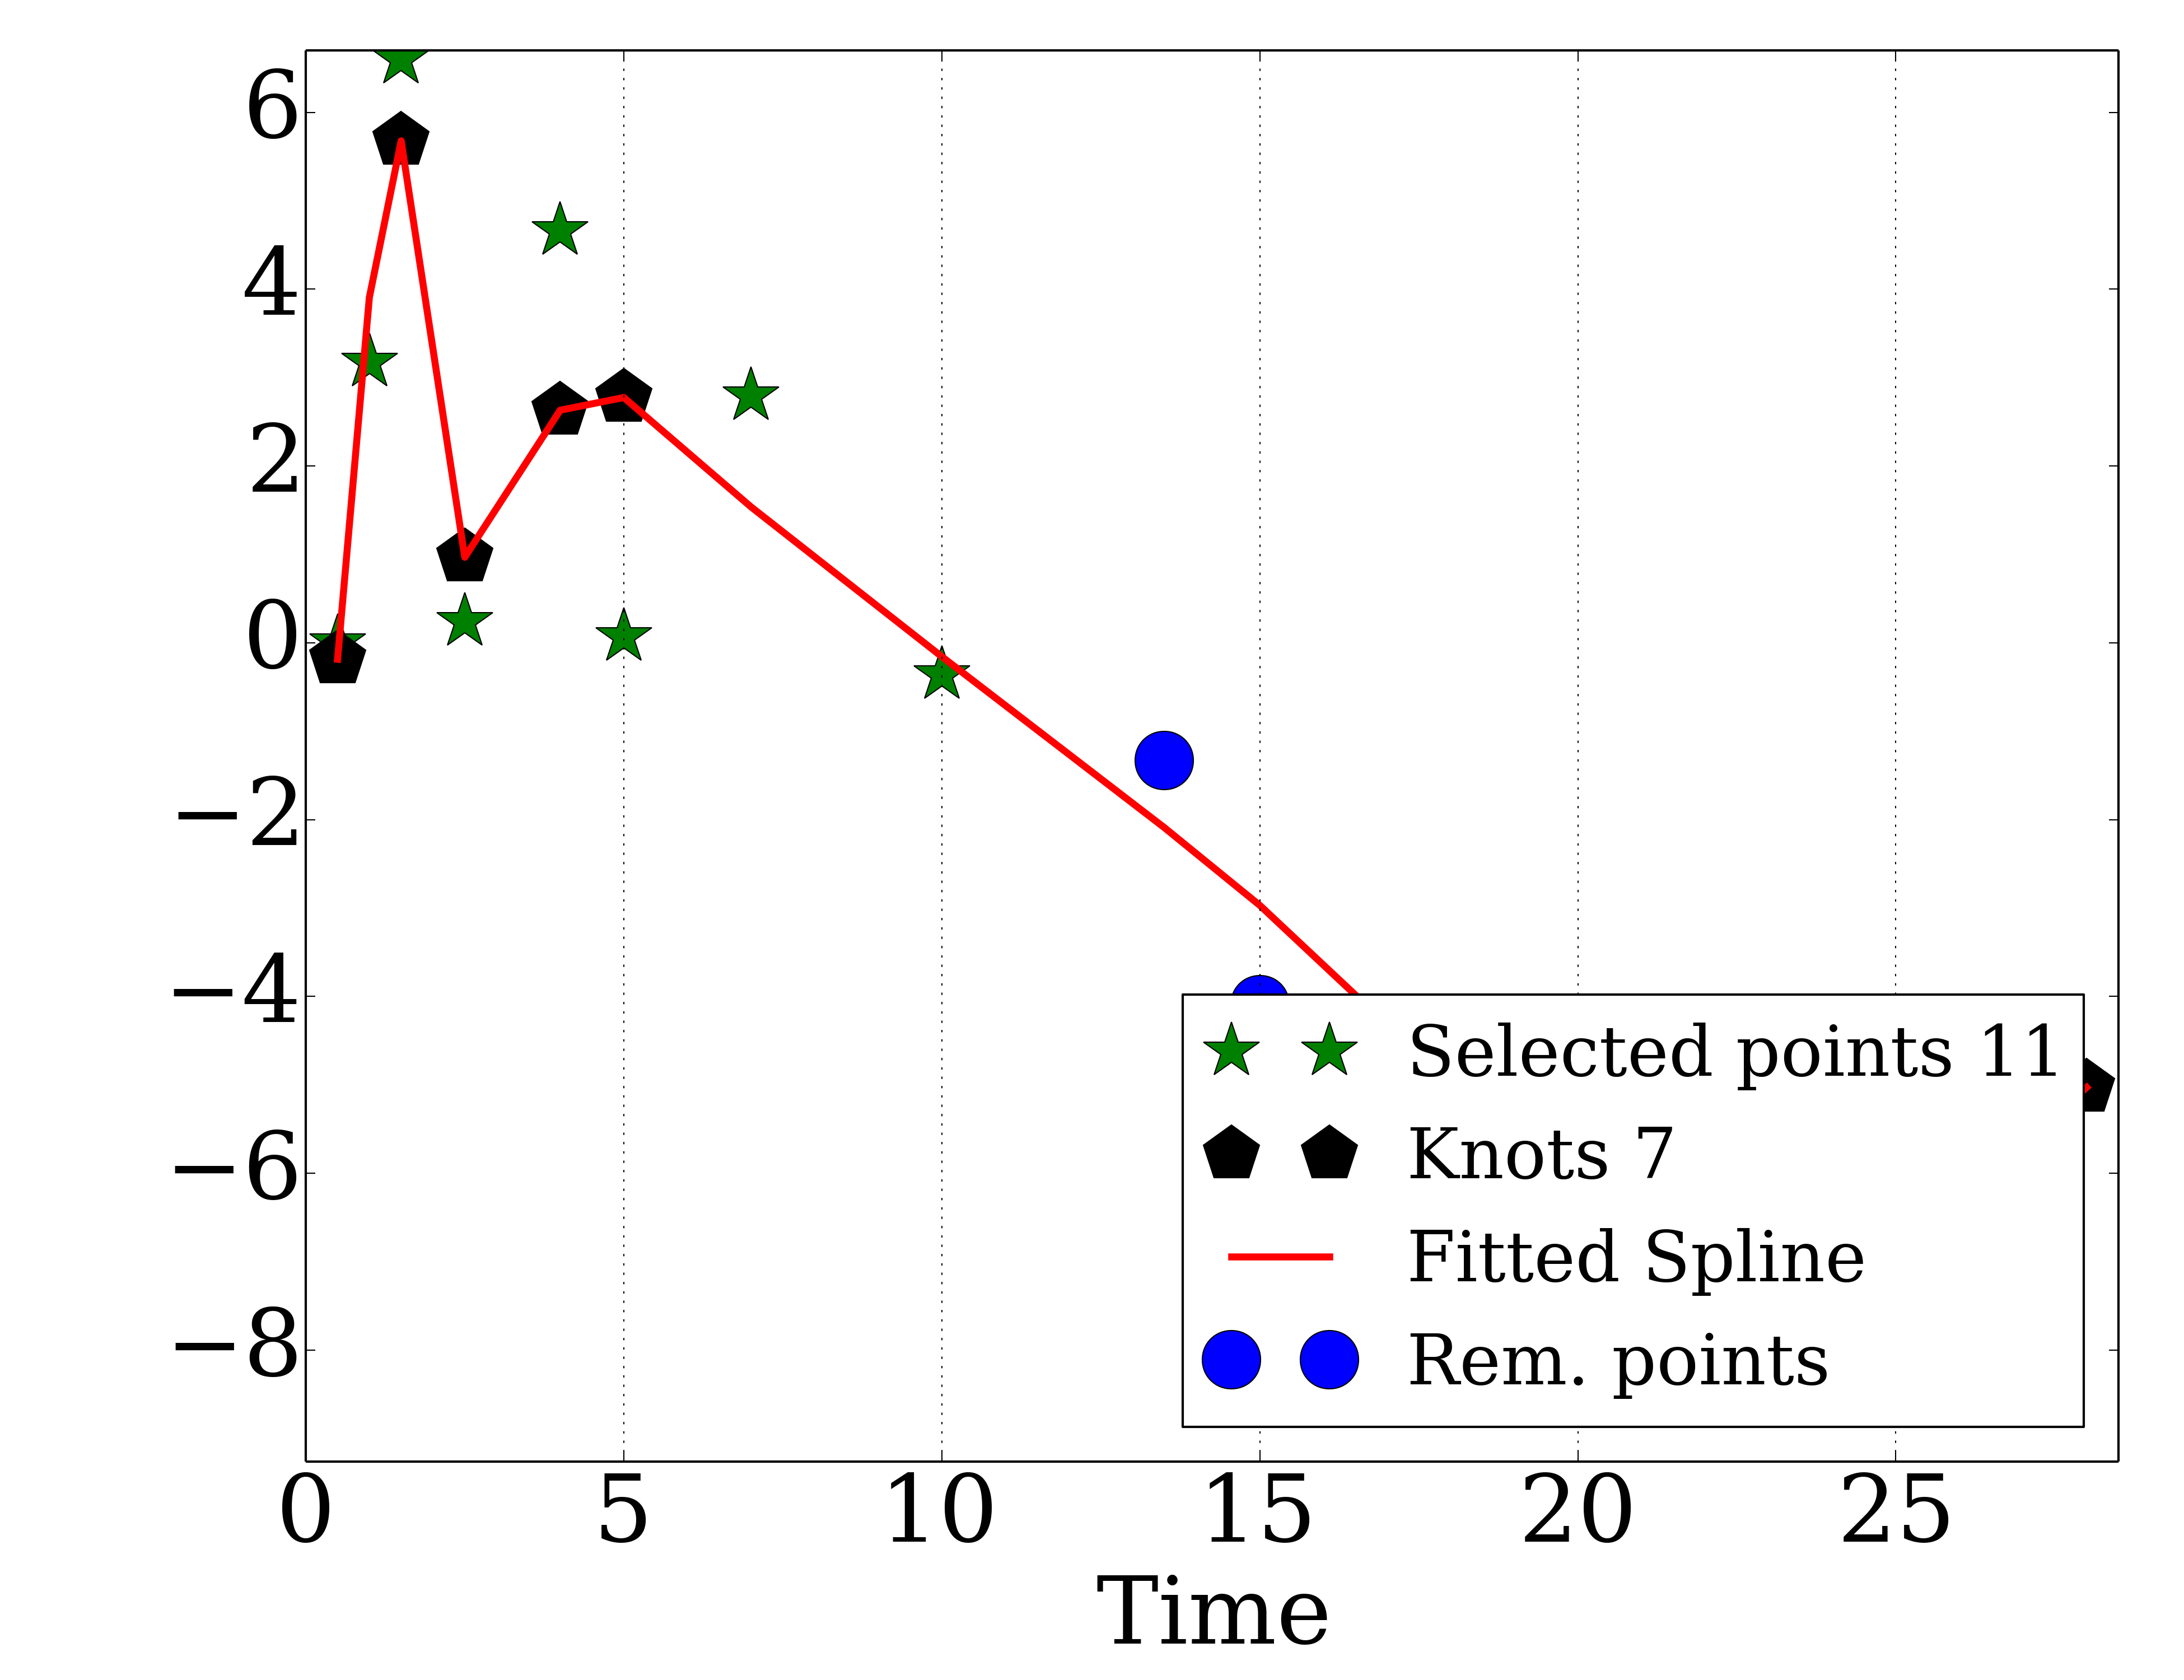 6
4
2
0
−2
−4
−6
−8
Selected points 11
Knots 7
Fitted Spline
Rem. points
0 5 10 15 20 25
Time